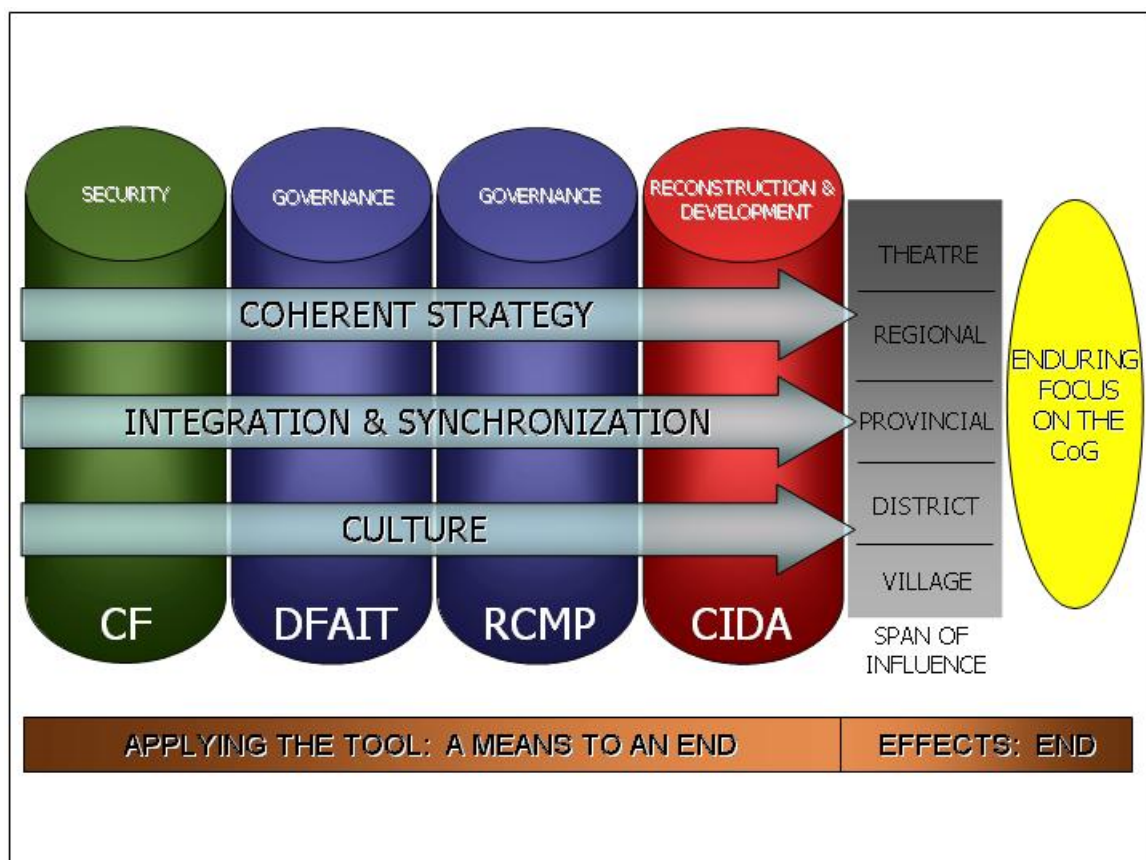 SECURITY
GOVERNANCE
GOVERNANCE
RECONSTRUCTION &
DEVELOPMENT
COHERENT STRATEGY
INTEGRATION & SYNCHRONIZATION
CULTURE
CF
DFAIT
RCMP
CIDA
THEATRE
REGIONAL
PROVINCIAL
DISTRICT
VILLAGE
SPAN OF
INFLUENCE
ENDURING
FOCUS
ON THE
CoG
APPLYING THE TOOL: A MEANS TO AN END
EFFECTS: END